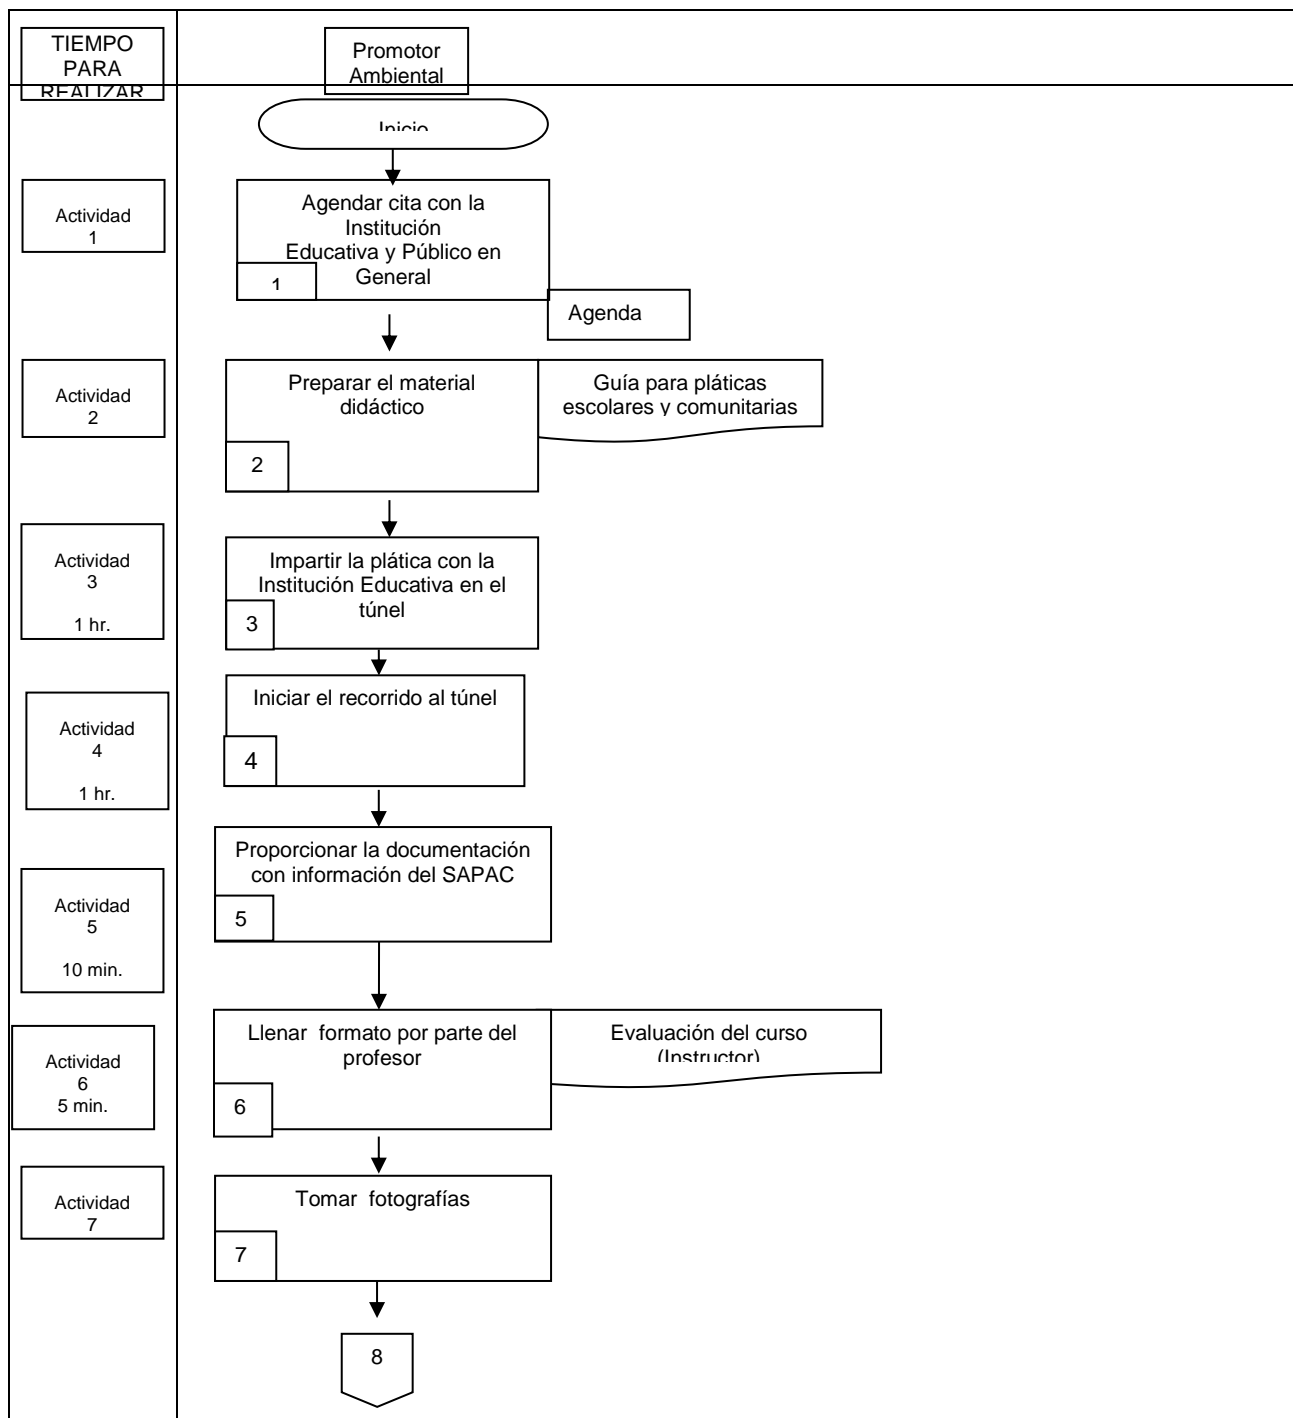 TIEMPO
PARA
REALIZAR
Promotor
Ambiental
Inicio
Actividad
1
Agendar cita con la
Institución
Educativa y Público en
General
1
Agenda
Actividad
2
Preparar el material
didáctico
2
Guía para pláticas
escolares y comunitarias
Actividad
3
1 hr.
Impartir la plática con la
Institución Educativa en el
túnel
3
Actividad
4
1 hr.
Iniciar el recorrido al túnel
4
Actividad
5
10 min.
Proporcionar la documentación
con información del SAPAC
5
Actividad
6
5 min.
Llenar  formato por parte del
profesor
6
Evaluación del curso
(Instructor)
Actividad
7
Tomar  fotografías
7
8